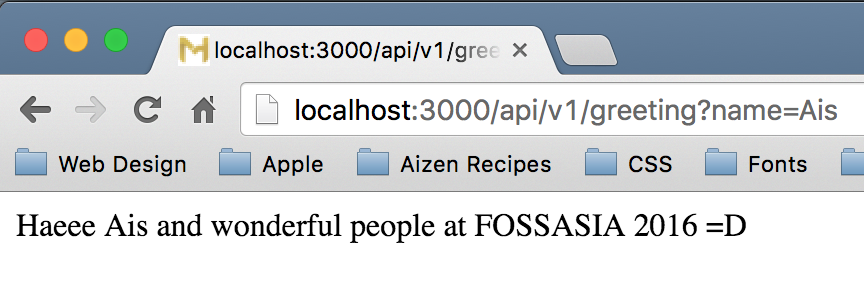 localhost:3000/api/v1/gree
localhost:3000/api/v1/greeting?name=Ais
Web Design Apple Aizen Recipes CSS Fonts
Haeee Ais and wonderful people at FOSSASIA 2016 =D